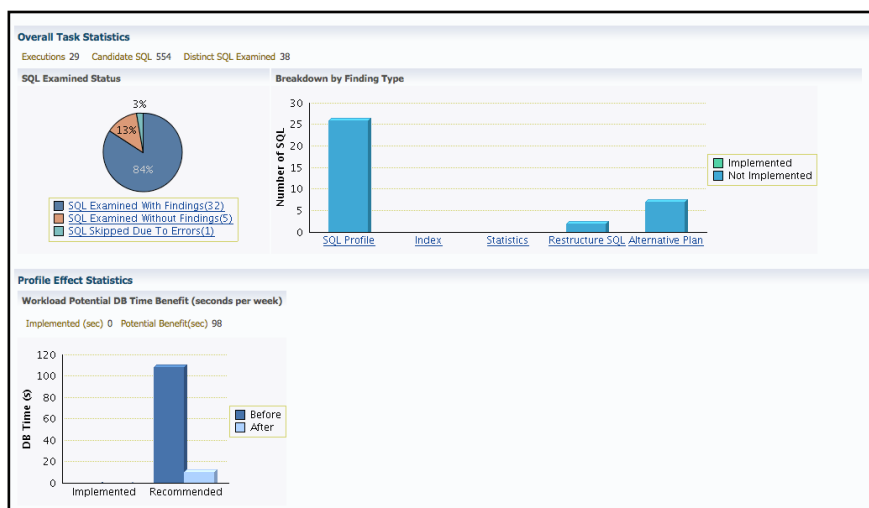 Overall Task Statistics
Executions 29 Candidate SQL 554 Distinct SQL Examined 38
SQL Examined Status
3%
13%
84%
SQL Examined With Findings(32)
SQL Examined Without Findings(5)
SQL Skipped Due To Errors(1)
Breakdown by Finding Type
Number of SQL
30
25
20
15
10
5
0
SQL Profile Index Statistics Restructure SQL Alternative Plan
Implemented
Not Implemented
Profile Effect Statistics
Workload Potential DB Time Benefit (seconds per week)
Implemented (sec) 0 Potential Benefit(sec) 98
DB Time (s)
120
100
80
60
40
20
0
Implemented Recommended
Before
After